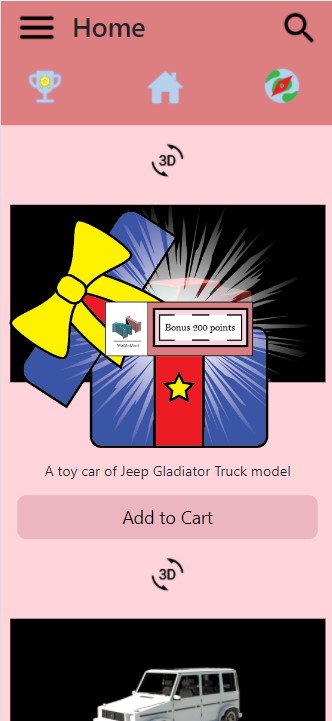 Home
3D
Bonus 200 points
A toy car of Jeep Gladiator Truck model
Add to Cart
3D